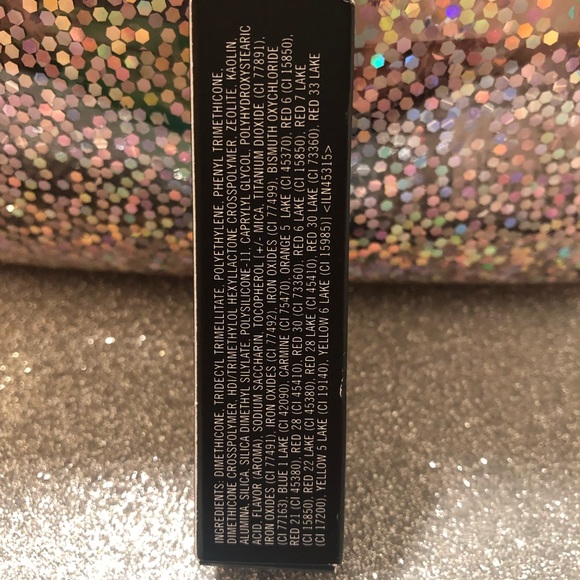 INGREDIENTS: DIMETHICONE, TRIDECYL TRIMELLITATE, POLYETHYLENE, PHENYL TRIMETHICONE,
DIMETHICONE CROSSPOLYMER, HDI/TRIMETHYLOL HEXYLLACTONE CROSSPOLYMER, ZEOLITE, KAOLIN,
ALUMINA, SILICA, SILICA DIMETHYL SILYLATE, POLYSILICONE-11, CAPRYLYL GLYCOL, POLYHYDROXYSTEARIC
ACID, FLAVOR (AROMA), SODIUM SACCHARIN, TOCOPHEROL [+/- MICA, TITANIUM DIOXIDE (CI 77891),
IRON OXIDES (CI 77491), IRON OXIDES (CI 77492), IRON OXIDES (CI 77499), BISMUTH OXYCHLORIDE
(CI 77163), BLUE 1 LAKE (CI 42090), CARMINE (CI 75470), ORANGE 5 LAKE (CI 45370), RED 6 (CI 15850),
RED 21 (CI 45380), RED 28 (CI 45410), RED 30 (CI 73360), RED 6 LAKE (CI 15850), RED 7 LAKE
(CI 15850), RED 22 LAKE (CI 45380), RED 28 LAKE (CI 45410), RED 30 LAKE (CI 73360), RED 33 LAKE
(CI 17200), YELLOW 5 LAKE (CI 19140), YELLOW 6 LAKE (CI 15985)] <ILN45315>